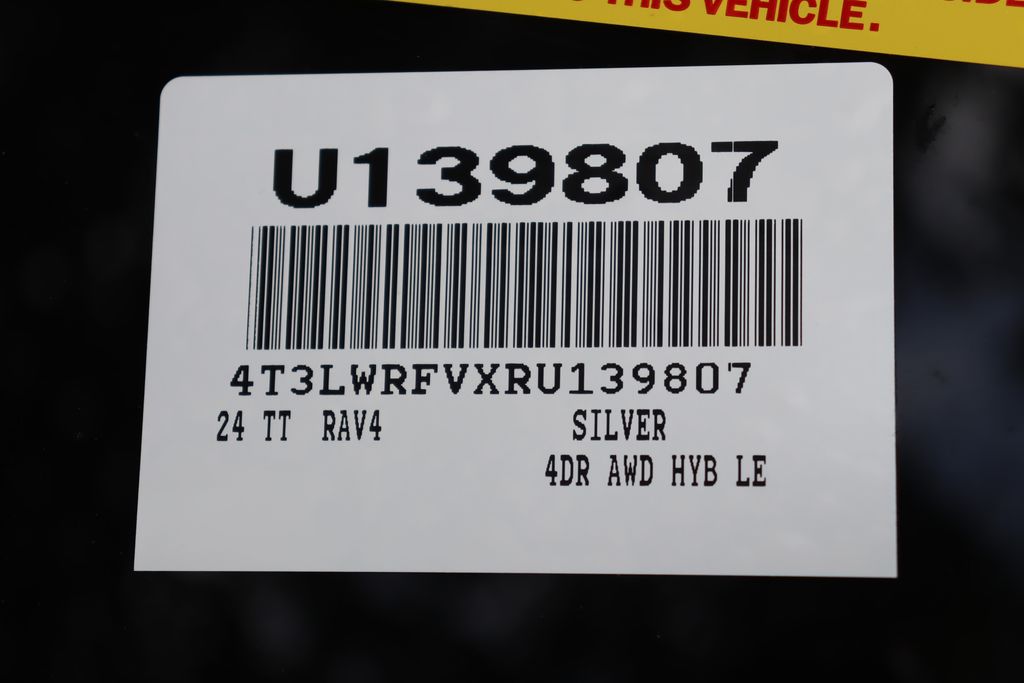 THIS VEHICLE.
U139807
4T3LWRFVXRU139807
24 TT RAV4 SILVER
4DR AWD HYB LE